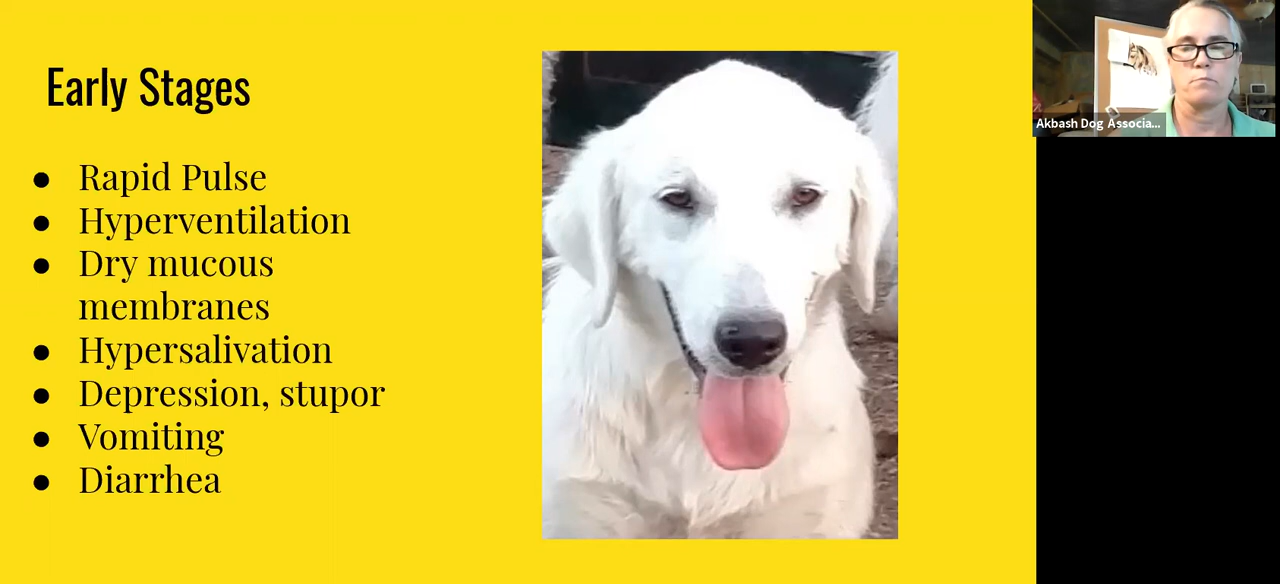 Early Stages
● Rapid Pulse
● Hyperventilation
● Dry mucous
membranes
● Hypersalivation
● Depression, stupor
● Vomiting
● Diarrhea
Akbash Dog Associa...